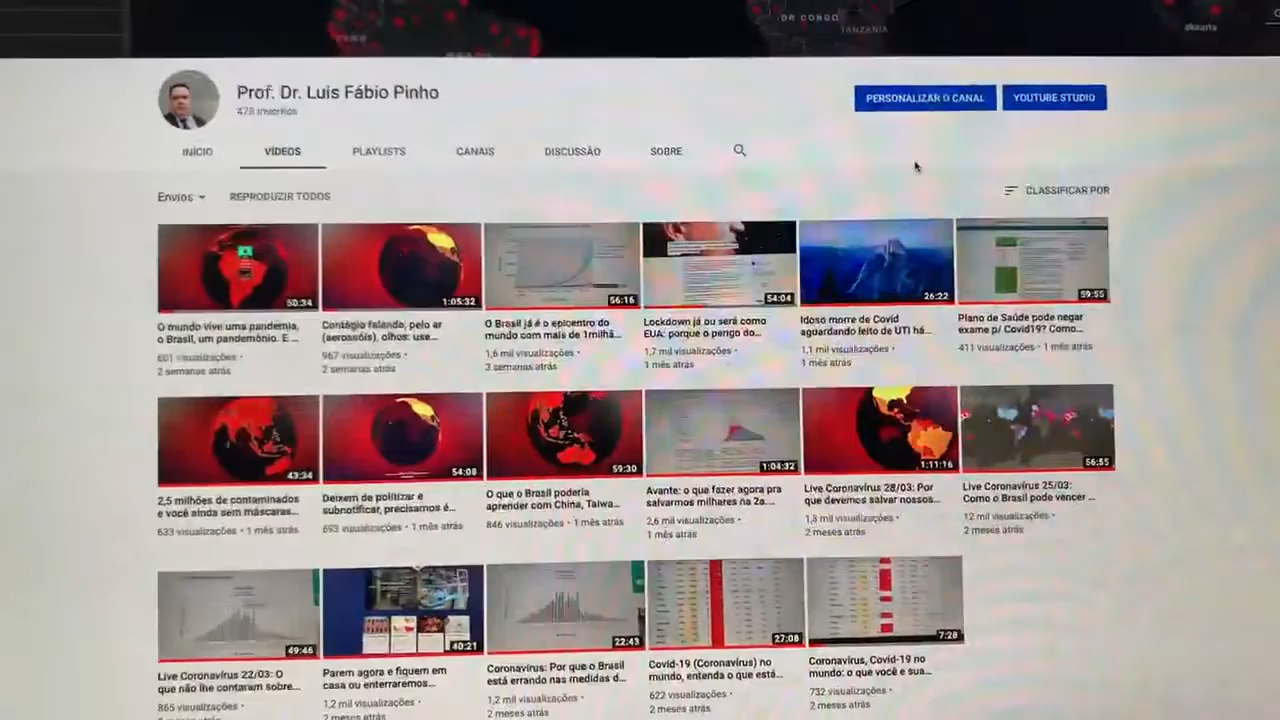 DR CONGO
TANZANIA
Prof. Dr. Luis Fábio Pinho
478 inscritos
PERSONALIZAR O CANAL
YOUTUBE STUDIO
INÍCIO
VÍDEOS
PLAYLISTS
CANAIS
DISCUSSÃO
SOBRE
Envios
REPRODUZIR TODOS
CLASSIFICAR POR
50:34
1:05:32
56:16
54:04
26:22
59:55
O mundo vive uma pandemia,
o Brasil, um pandemônio. E ...
601 visualizações •
2 semanas atrás
Contágio falando, pelo ar
(aerossóis), olhos: use...
967 visualizações •
2 semanas atrás
O Brasil já é o epicentro do
mundo com mais de 1milhã...
1,6 mil visualizações •
3 semanas atrás
Lockdown já ou será como
EUA: porque o perigo do...
1,7 mil visualizações •
1 mês atrás
Idoso morre de Covid
aguardando leito de UTI há...
1,1 mil visualizações •
1 mês atrás
Plano de Saúde pode negar
exame p/ Covid19? Como...
411 visualizações • 1 mês atrás
43:34
54:08
59:30
1:04:32
1:11:16
56:55
2,5 milhões de contaminados
e você ainda sem máscaras...
633 visualizações • 1 mês atrás
Deixem de politizar e
subnotificar, precisamos é...
693 visualizações • 1 mês atrás
O que o Brasil poderia
aprender com China, Taiwa...
846 visualizações • 1 mês atrás
Avante: o que fazer agora pra
salvarmos milhares na 2a....
2,6 mil visualizações •
1 mês atrás
Live Coronavírus 28/03: Por
que devemos salvar nossos...
1,8 mil visualizações •
2 meses atrás
Live Coronavírus 25/03:
Como o Brasil pode vencer ...
12 mil visualizações •
2 meses atrás
49:46
40:21
22:43
27:08
7:28
Live Coronavírus 22/03: O
que não lhe contaram sobre...
865 visualizações •
Parem agora e fiquem em
casa ou enterraremos...
1,2 mil visualizações •
2 meses atrás
Coronavírus: Por que o Brasil
está errando nas medidas d...
1,2 mil visualizações •
2 meses atrás
Covid-19 (Coronavírus) no
mundo, entenda o que está...
622 visualizações •
2 meses atrás
Coronavírus, Covid-19 no
mundo: o que você e sua...
732 visualizações •
2 meses atrás